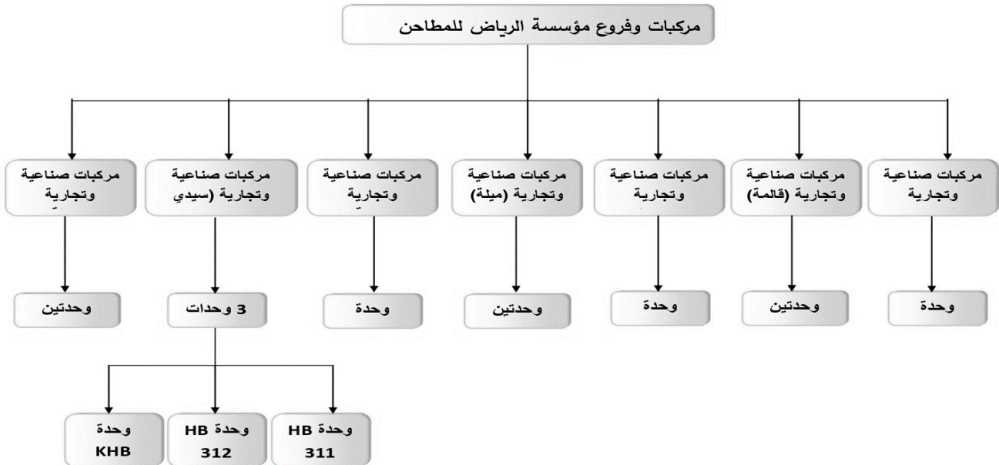 مركبات وفروع مؤسسة الرياض للمطاحن
مركبات صناعية
وتجارية
مركبات صناعية
وتجارية (قالمة)
مركبات صناعية
وتجارية
مركبات صناعية
وتجارية (ميلة)
مركبات صناعية
وتجارية
مركبات صناعية
وتجارية (سيدي
مركبات صناعية
وتجارية
وحدة
وحدتين
وحدة
وحدتين
وحدة
3 وحدات
وحدتين
وحدة HB
311
وحدة HB
312
وحدة
KHB